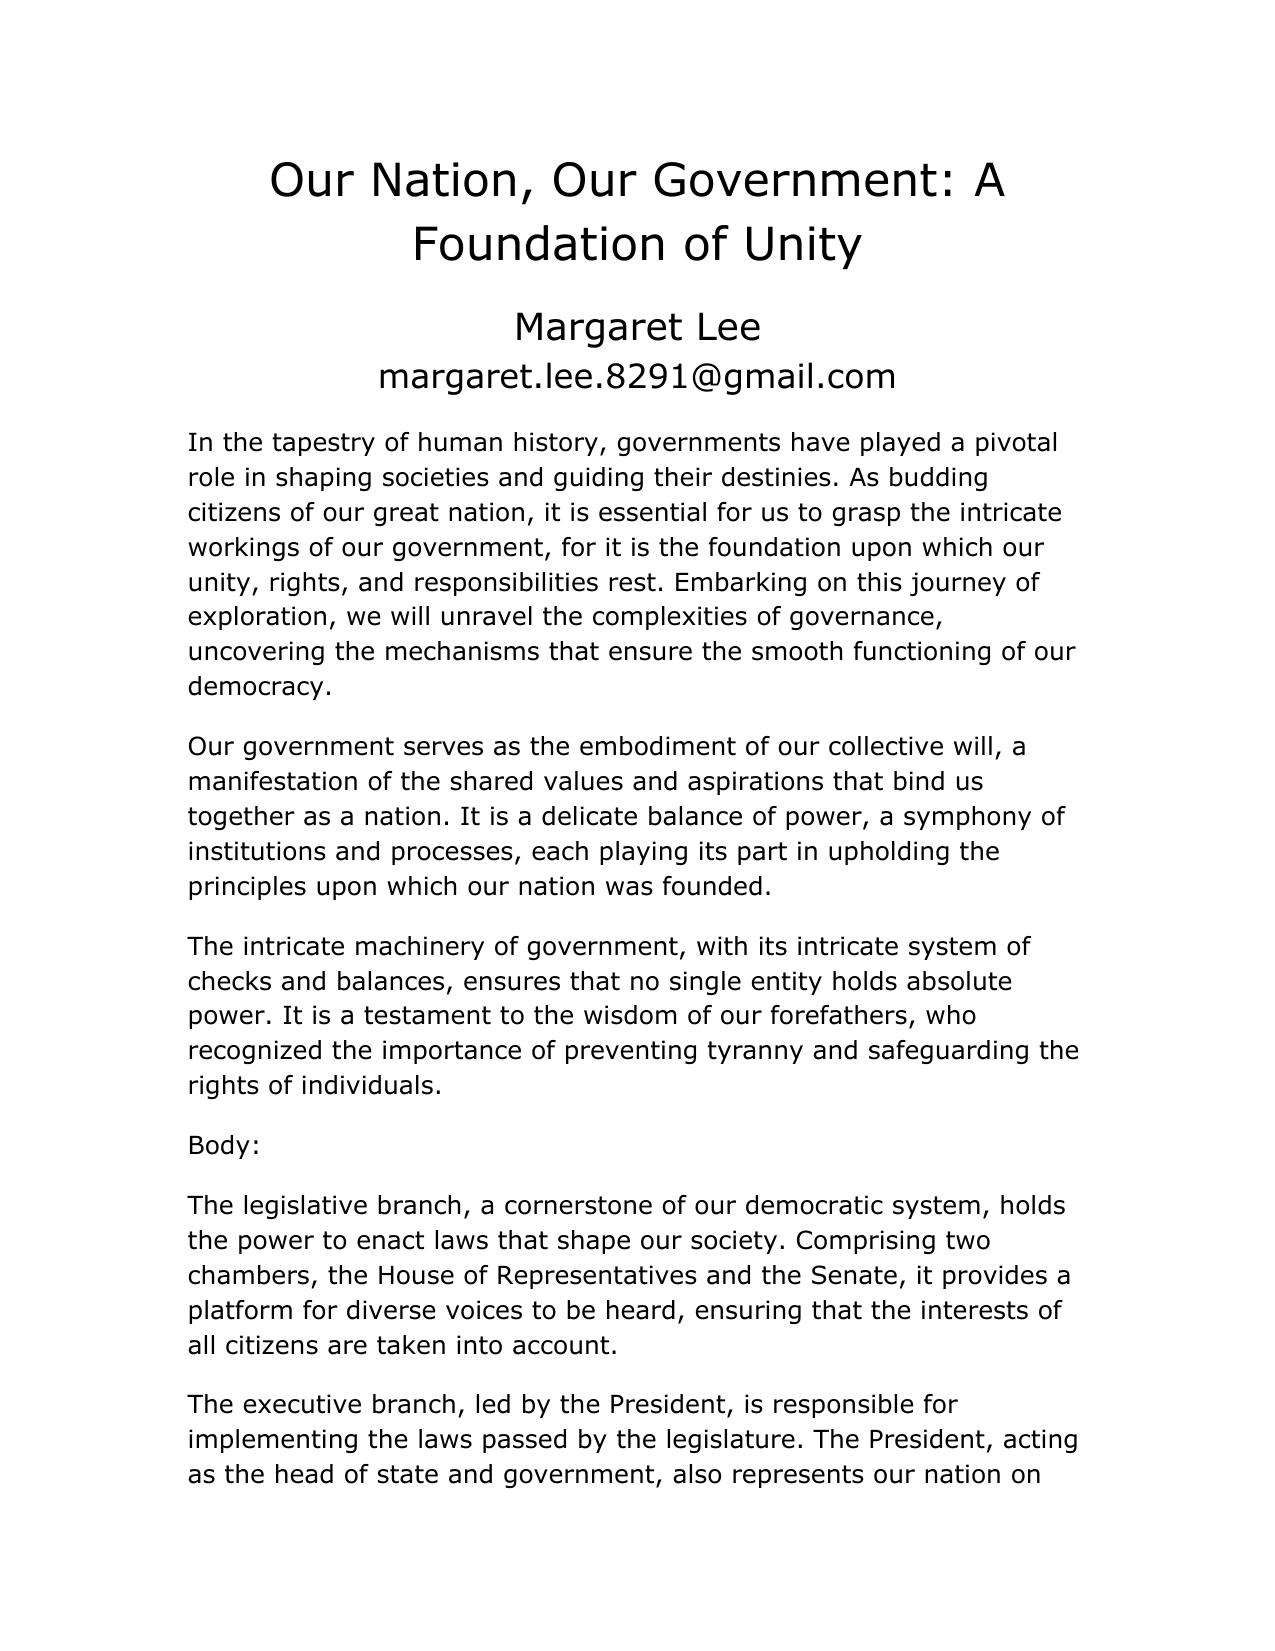 Our Nation, Our Government: A
Foundation of Unity
Margaret Lee
margaret.lee.8291@gmail.com
In the tapestry of human history, governments have played a pivotal
role in shaping societies and guiding their destinies. As budding
citizens of our great nation, it is essential for us to grasp the intricate
workings of our government, for it is the foundation upon which our
unity, rights, and responsibilities rest. Embarking on this journey of
exploration, we will unravel the complexities of governance,
uncovering the mechanisms that ensure the smooth functioning of our
democracy.
Our government serves as the embodiment of our collective will, a
manifestation of the shared values and aspirations that bind us
together as a nation. It is a delicate balance of power, a symphony of
institutions and processes, each playing its part in upholding the
principles upon which our nation was founded.
The intricate machinery of government, with its intricate system of
checks and balances, ensures that no single entity holds absolute
power. It is a testament to the wisdom of our forefathers, who
recognized the importance of preventing tyranny and safeguarding the
rights of individuals.
Body:
The legislative branch, a cornerstone of our democratic system, holds
the power to enact laws that shape our society. Comprising two
chambers, the House of Representatives and the Senate, it provides a
platform for diverse voices to be heard, ensuring that the interests of
all citizens are taken into account.
The executive branch, led by the President, is responsible for
implementing the laws passed by the legislature. The President, acting
as the head of state and government, also represents our nation on